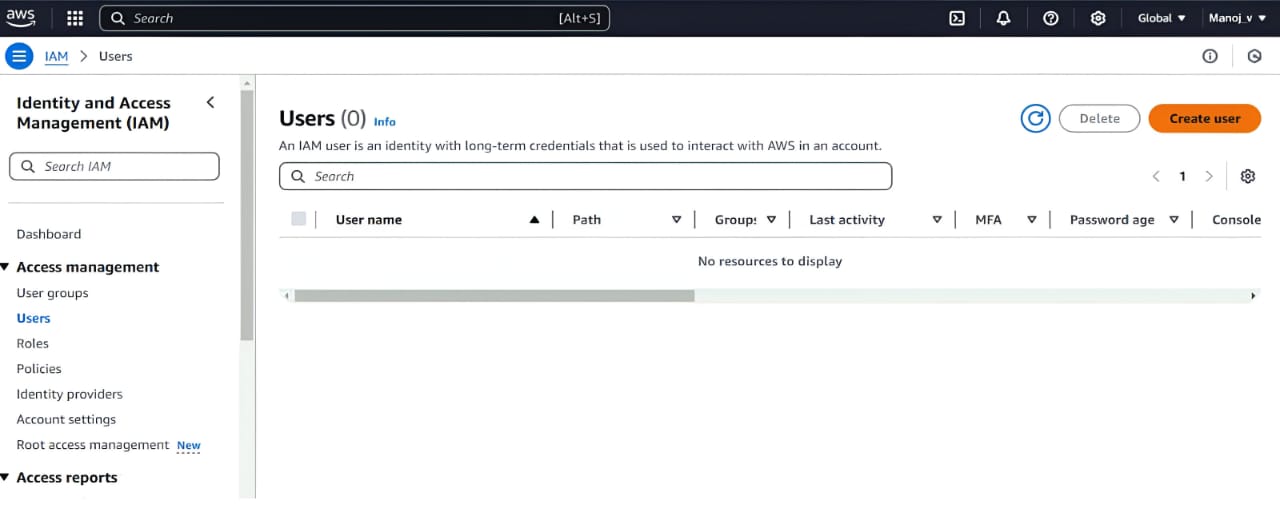 aws
Search [Alt+S] Global Manoj_v
IAM > Users
Identity and Access
Management (IAM)
Search IAM
Dashboard
Access management
User groups
Users
Roles
Policies
Identity providers
Account settings
Root access management New
Access reports
Users (0) Info
Delete
Create user
An IAM user is an identity with long-term credentials that is used to interact with AWS in an account.
Search
1
User name Path Group: Last activity MFA Password age Console
No resources to display